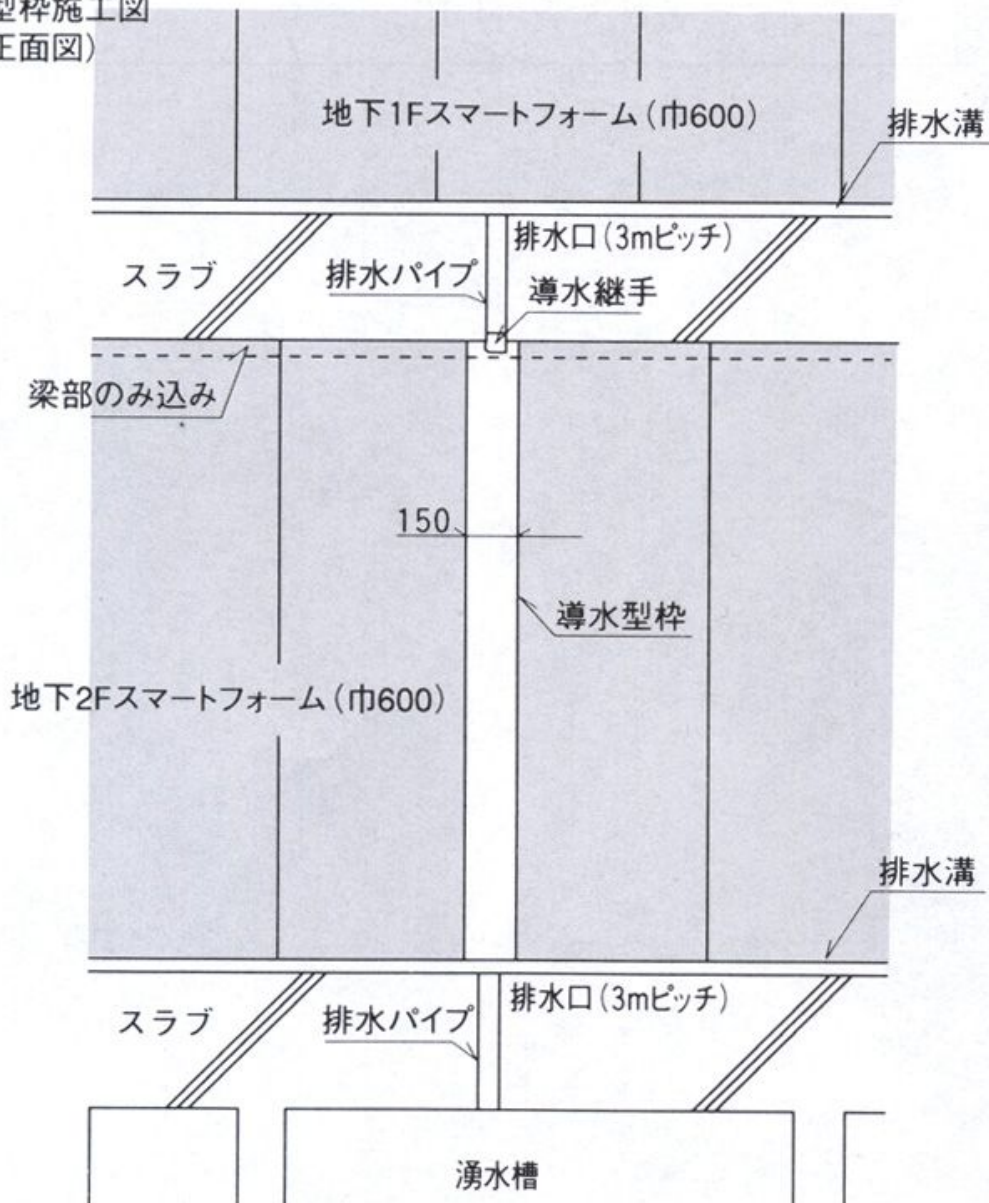 型枠施工図
正面図)
地下1Fスマートフォーム(巾600)
排水溝
排水口(3mピッチ)
スラブ
排水パイプ
導水継手
梁部のみ込み
150
導水型枠
地下2Fスマートフォーム(巾600)
排水溝
排水口(3mピッチ)
スラブ
排水パイプ
湧水槽